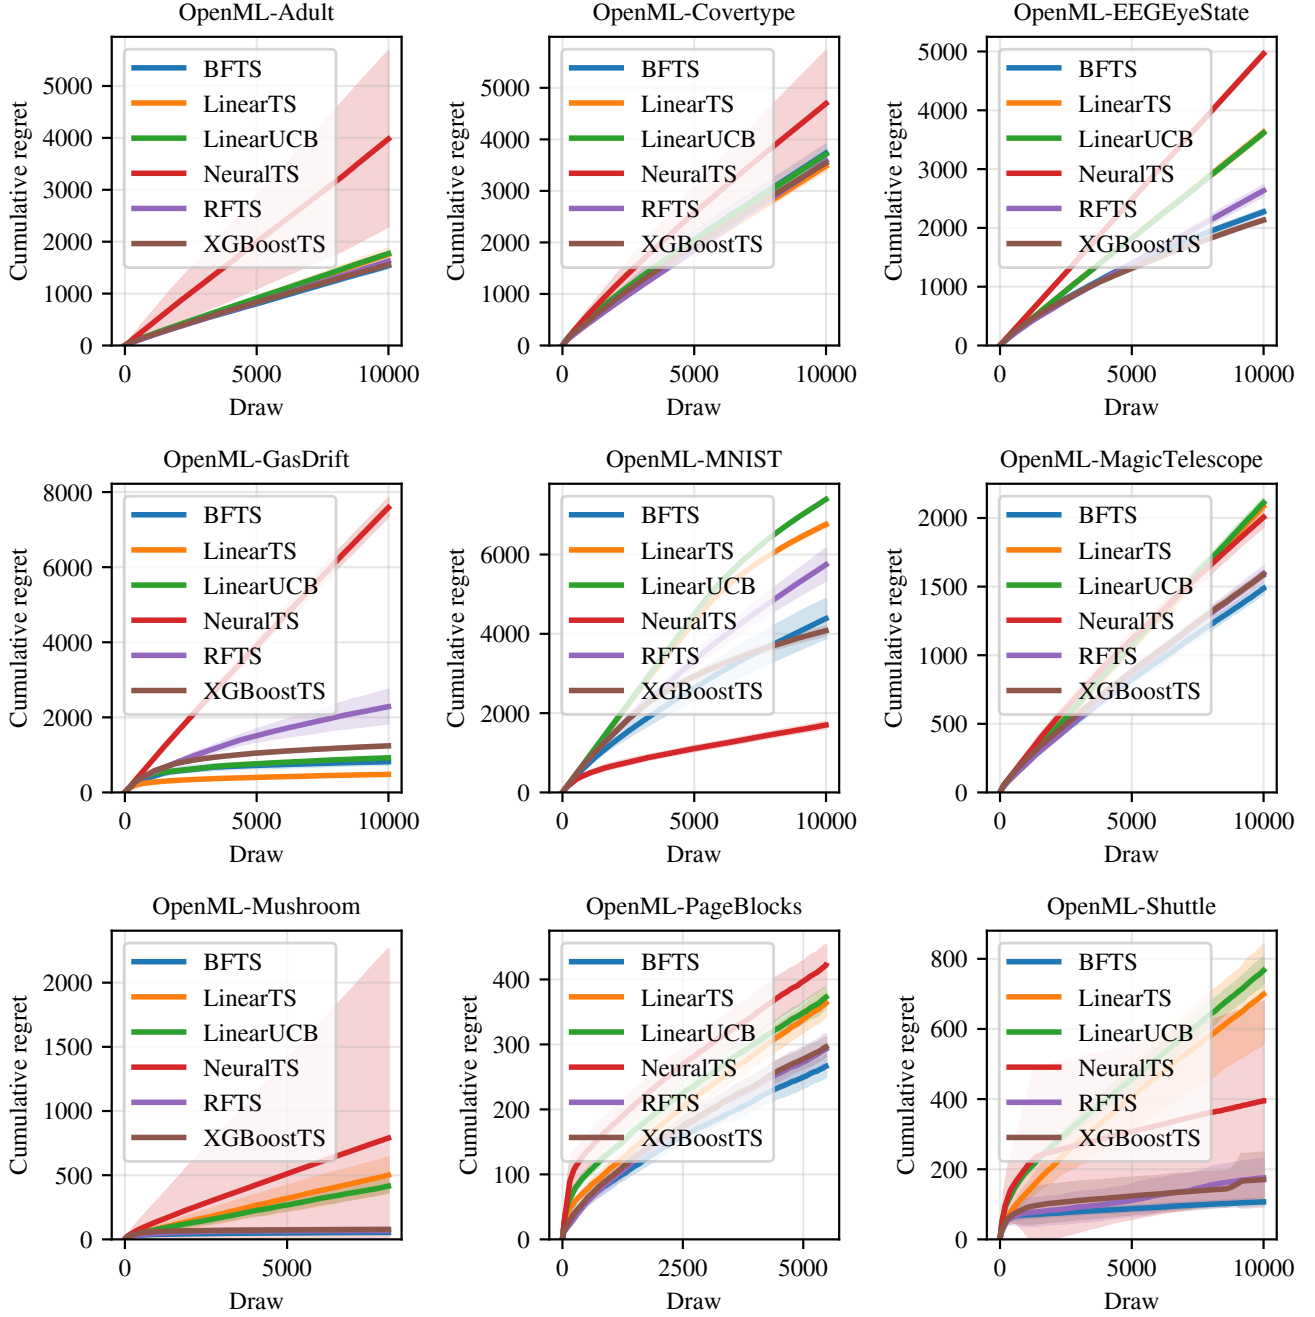 OpenML-Adult
Cumulative regret
5000
4000
3000
2000
1000
0
BFTS
LinearTS
LinearUCB
NeuralTS
RFTS
XGBoostTS
0 5000 10000
Draw
OpenML-Covertype
Cumulative regret
5000
4000
3000
2000
1000
0
BFTS
LinearTS
LinearUCB
NeuralTS
RFTS
XGBoostTS
0 5000 10000
Draw
OpenML-EEGEyeState
Cumulative regret
5000
4000
3000
2000
1000
0
BFTS
LinearTS
LinearUCB
NeuralTS
RFTS
XGBoostTS
0 5000 10000
Draw
OpenML-GasDrift
Cumulative regret
8000
6000
4000
2000
0
BFTS
LinearTS
LinearUCB
NeuralTS
RFTS
XGBoostTS
0 5000 10000
Draw
OpenML-MNIST
Cumulative regret
6000
4000
2000
0
BFTS
LinearTS
LinearUCB
NeuralTS
RFTS
XGBoostTS
0 5000 10000
Draw
OpenML-MagicTelescope
Cumulative regret
2000
1500
1000
500
0
BFTS
LinearTS
LinearUCB
NeuralTS
RFTS
XGBoostTS
0 5000 10000
Draw
OpenML-Mushroom
Cumulative regret
2000
1500
1000
500
0
BFTS
LinearTS
LinearUCB
NeuralTS
RFTS
XGBoostTS
0 5000
Draw
OpenML-PageBlocks
Cumulative regret
400
300
200
100
0
BFTS
LinearTS
LinearUCB
NeuralTS
RFTS
XGBoostTS
0 2500 5000
Draw
OpenML-Shuttle
Cumulative regret
800
600
400
200
0
BFTS
LinearTS
LinearUCB
NeuralTS
RFTS
XGBoostTS
0 5000 10000
Draw